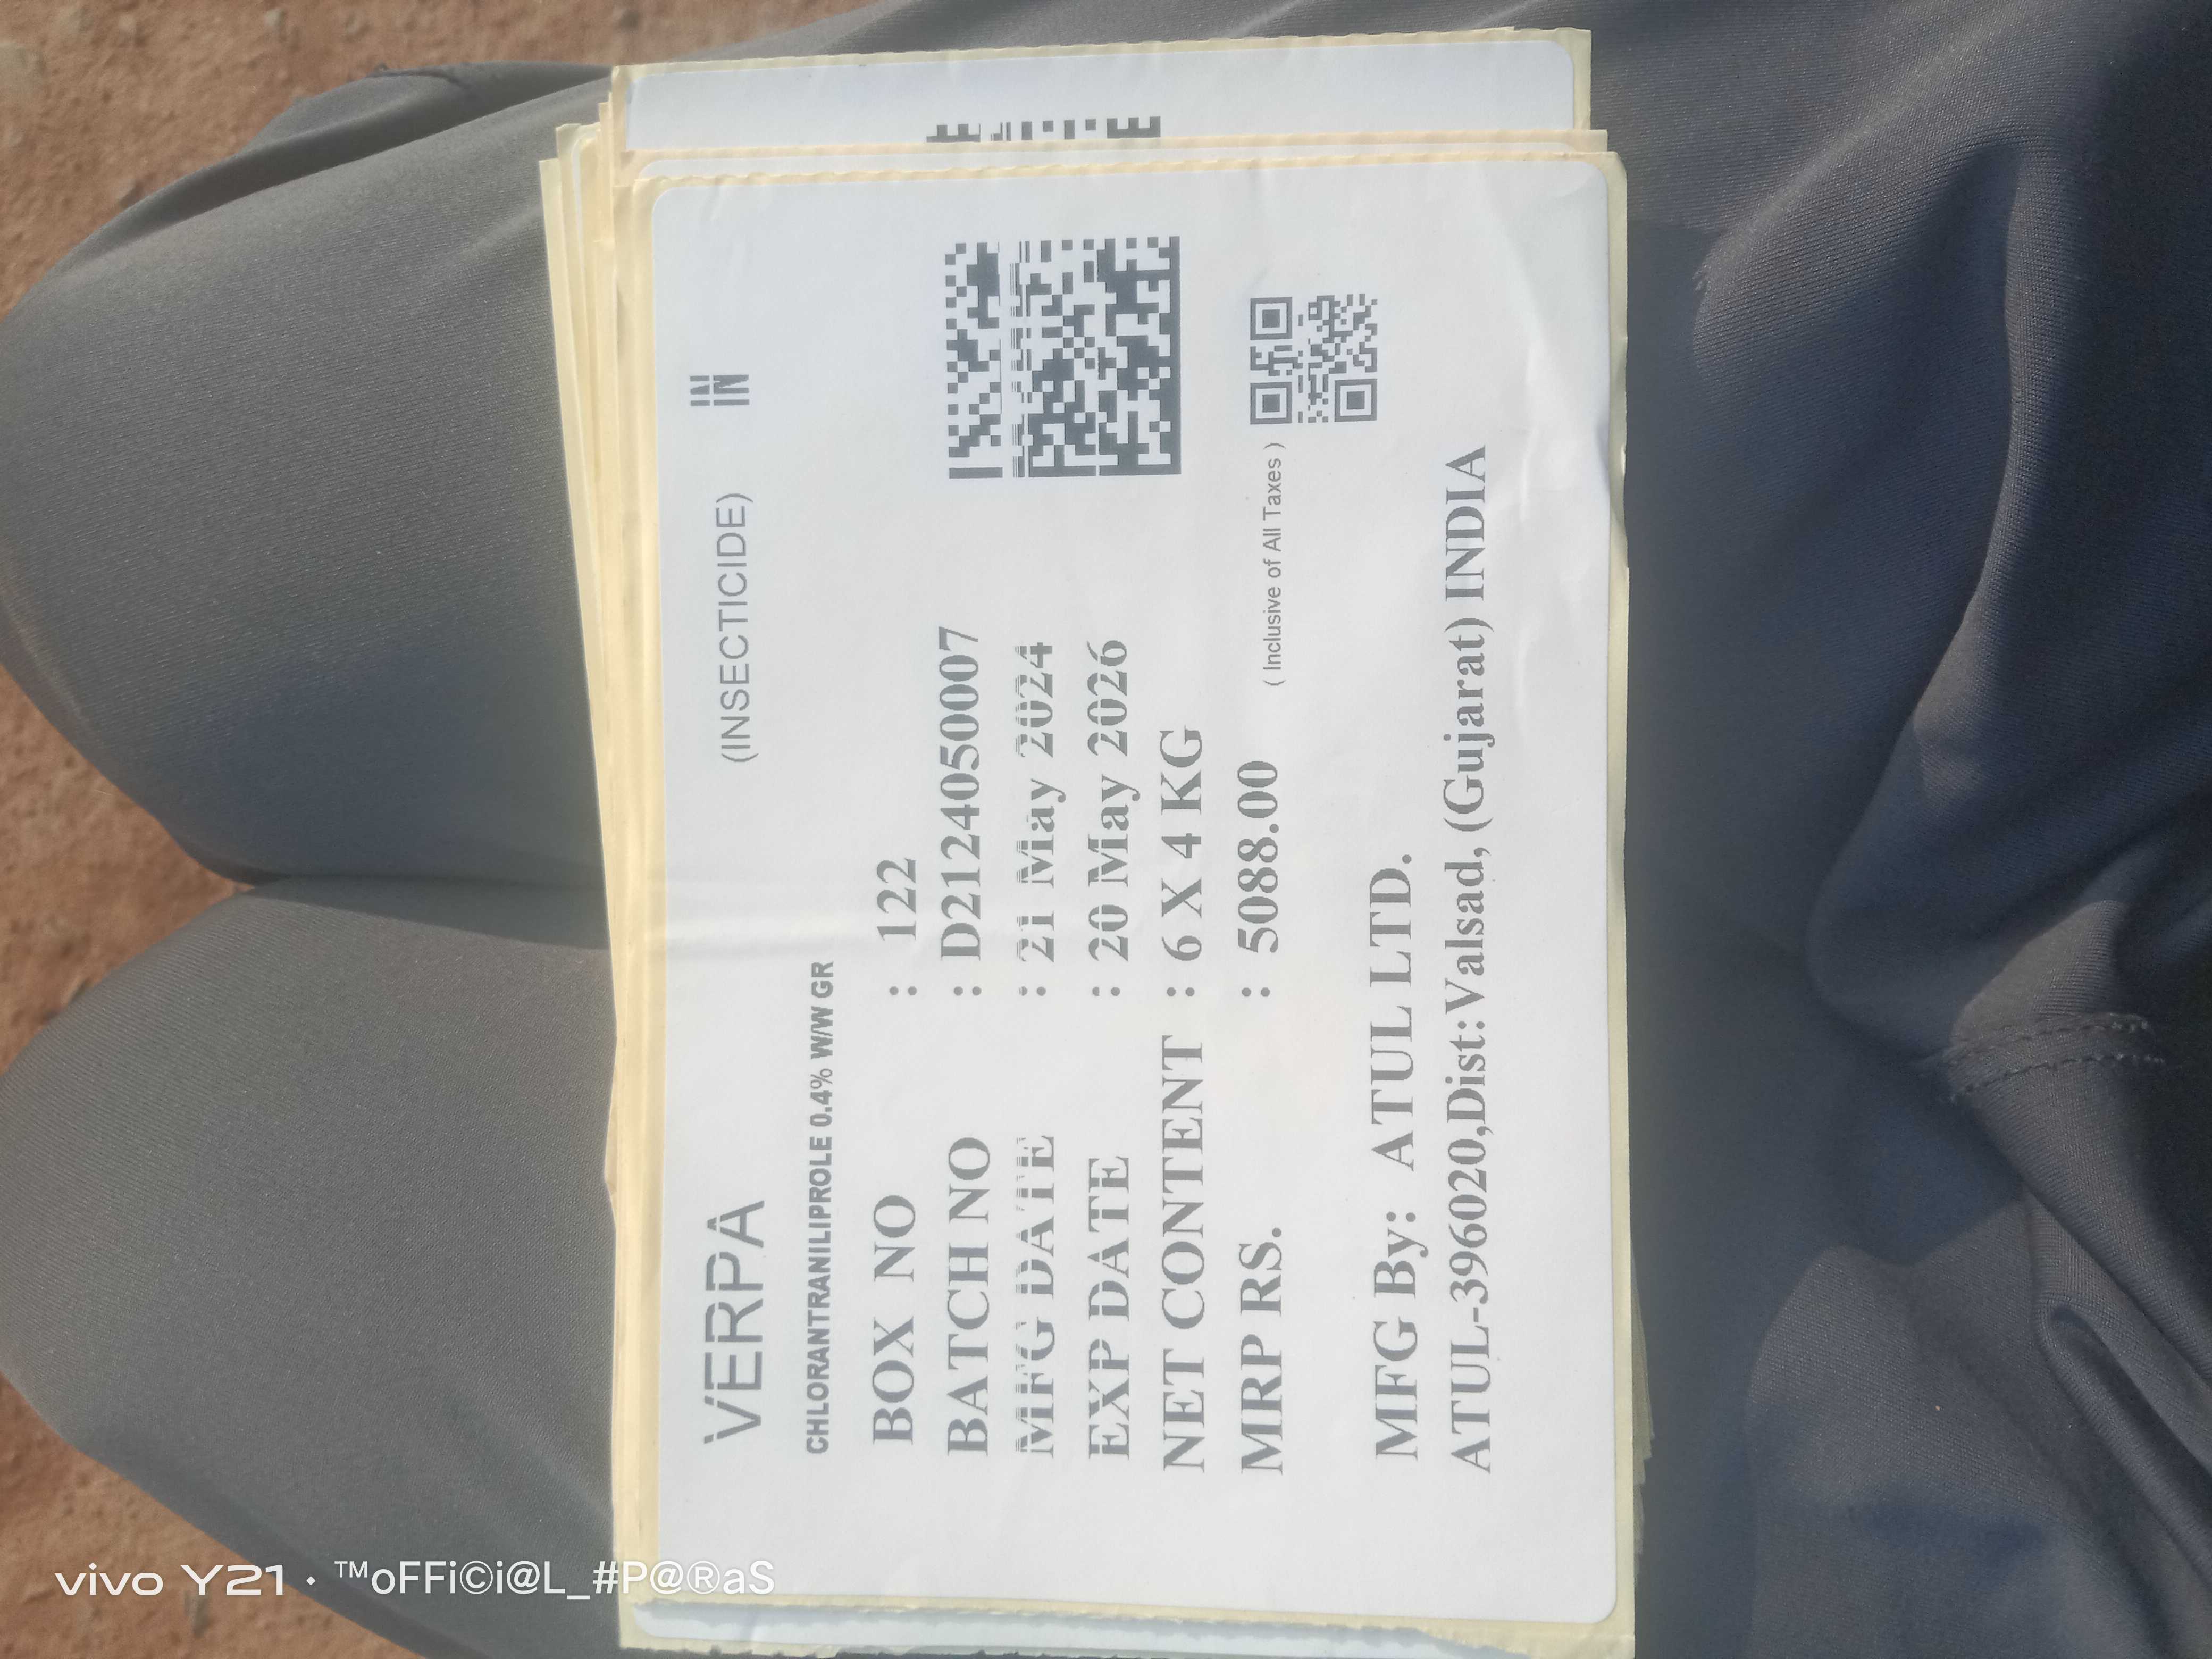 VERPA (INSECTICIDE) IN
CHLORANTRANILIPROLE 0.4% W/W GR
BOX NO : 122
BATCH NO : D2124050007
MFG DATE : 21 May 2024
EXP DATE : 20 May 2026
NET CONTENT : 6 X 4 KG
MRP RS. : 5088.00 ( Inclusive of All Taxes )
MFG By: ATUL LTD.
ATUL-396020,Dist:Valsad, (Gujarat) INDIA
vivo Y21 · ™oFFi©i@L_#P@®aS